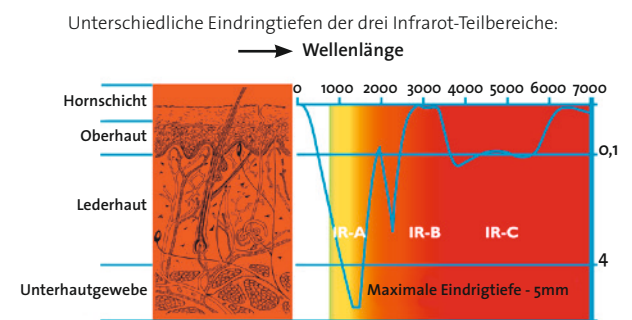 Unterschiedliche Eindringtiefen der drei Infrarot-Teilbereiche:
Wellenlänge
0 1000 2000 3000 4000 5000 6000 7000
Hornschicht
Oberhaut
0,1
Lederhaut
IR-A IR-B IR-C
4
Unterhautgewebe
Maximale Eindrigtiefe - 5mm